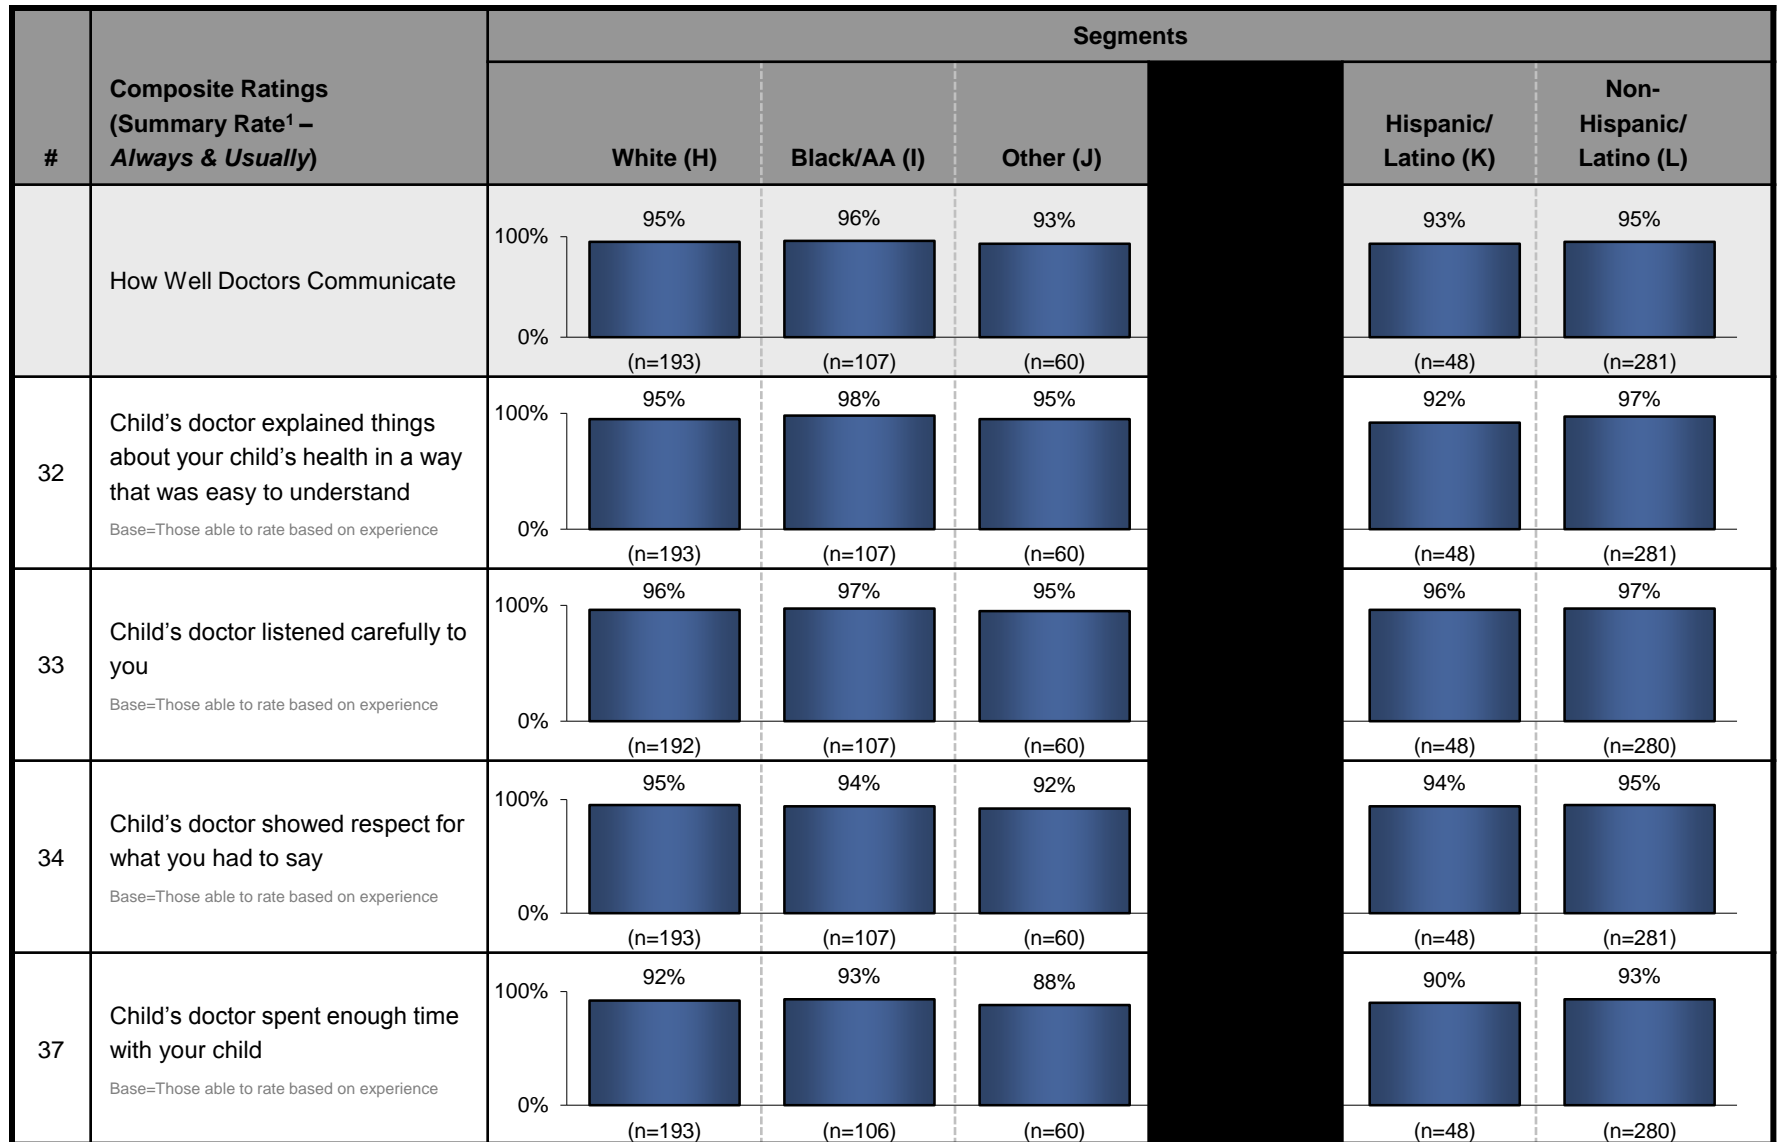 Segments
#
Composite Ratings
(Summary Rate¹ –
Always & Usually)
White (H)
Black/AA (I)
Other (J)
Hispanic/
Latino (K)
Non-
Hispanic/
Latino (L)
How Well Doctors Communicate
100%
0%
95% 96% 93% 93% 95%
(n=193) (n=107) (n=60) (n=48) (n=281)
32
Child’s doctor explained things
about your child’s health in a way
that was easy to understand
Base=Those able to rate based on experience
100%
0%
95% 98% 95% 92% 97%
(n=193) (n=107) (n=60) (n=48) (n=281)
33
Child’s doctor listened carefully to
you
Base=Those able to rate based on experience
100%
0%
96% 97% 95% 96% 97%
(n=192) (n=107) (n=60) (n=48) (n=280)
34
Child’s doctor showed respect for
what you had to say
Base=Those able to rate based on experience
100%
0%
95% 94% 92% 94% 95%
(n=193) (n=107) (n=60) (n=48) (n=281)
37
Child’s doctor spent enough time
with your child
Base=Those able to rate based on experience
100%
0%
92% 93% 88% 90% 93%
(n=193) (n=106) (n=60) (n=48) (n=280)